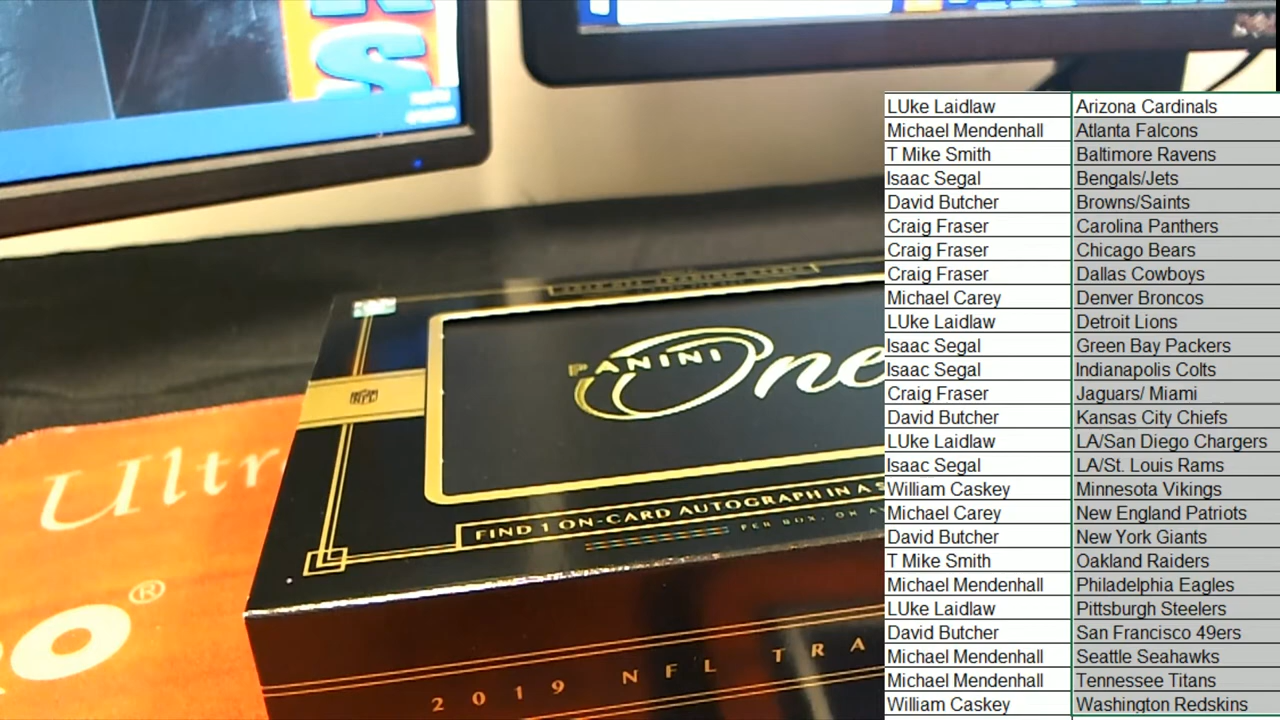 LUke Laidlaw Arizona Cardinals
Michael Mendenhall Atlanta Falcons
T Mike Smith Baltimore Ravens
Isaac Segal Bengals/Jets
David Butcher Browns/Saints
Craig Fraser Carolina Panthers
Craig Fraser Chicago Bears
Craig Fraser Dallas Cowboys
Michael Carey Denver Broncos
LUke Laidlaw Detroit Lions
Isaac Segal Green Bay Packers
Isaac Segal Indianapolis Colts
Craig Fraser Jaguars/ Miami
David Butcher Kansas City Chiefs
LUke Laidlaw LA/San Diego Chargers
Isaac Segal LA/St. Louis Rams
William Caskey Minnesota Vikings
Michael Carey New England Patriots
David Butcher New York Giants
T Mike Smith Oakland Raiders
Michael Mendenhall Philadelphia Eagles
LUke Laidlaw Pittsburgh Steelers
David Butcher San Francisco 49ers
Michael Mendenhall Seattle Seahawks
Michael Mendenhall Tennessee Titans
William Caskey Washington Redskins
S
PANINI
One
FIND 1 ON-CARD AUTOGRAPH IN A S
PER BOX, ON AV
2019 NFL TRA
Ultr
RO®